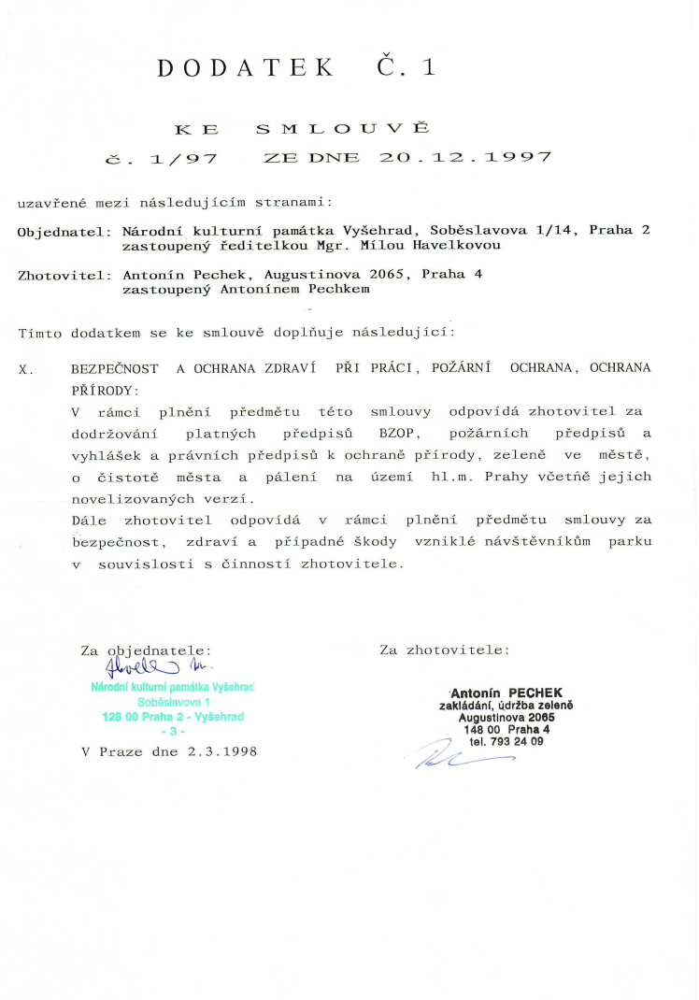 DODATEK Č. 1
KE SMLOUVĚ
č. 1/97 ZE DNE 20.12.1997
uzavřené mezi následujícím stranami:
Objednatel: Národní kulturní památka Vyšehrad, Soběslavova 1/14, Praha 2
zastoupený ředitelkou Mgr. Mílou Havelkovou
Zhotovitel: Antonín Pechek, Augustinova 2065, Praha 4
zastoupený Antonínem Pechkem
Tímto dodatkem se ke smlouvě doplňuje následující:
X. BEZPEČNOST A OCHRANA ZDRAVÍ PŘI PRÁCI, POŽÁRNÍ OCHRANA, OCHRANA
PŘÍRODY:
V rámci plnění předmětu této smlouvy odpovídá zhotovitel za
dodržování platných předpisů BZOP, požárních předpisů a
vyhlášek a právních předpisů k ochraně přírody, zeleně ve městě,
o čistotě města a pálení na území hl.m. Prahy včetně jejich
novelizovaných verzí.
Dále zhotovitel odpovídá v rámci plnění předmětu smlouvy za
bezpečnost, zdraví a případné škody vzniklé návštěvníkům parku
v souvislosti s činností zhotovitele.
Za objednatele: Za zhotovitele:
Národní kulturní památka Vyšehrad
Soběslavova 1
128 00 Praha 2 - Vyšehrad
- 3 -
V Praze dne 2.3.1998
Antonín PECHEK
zakládání, údržba zeleně
Augustinova 2065
148 00 Praha 4
tel. 793 24 09